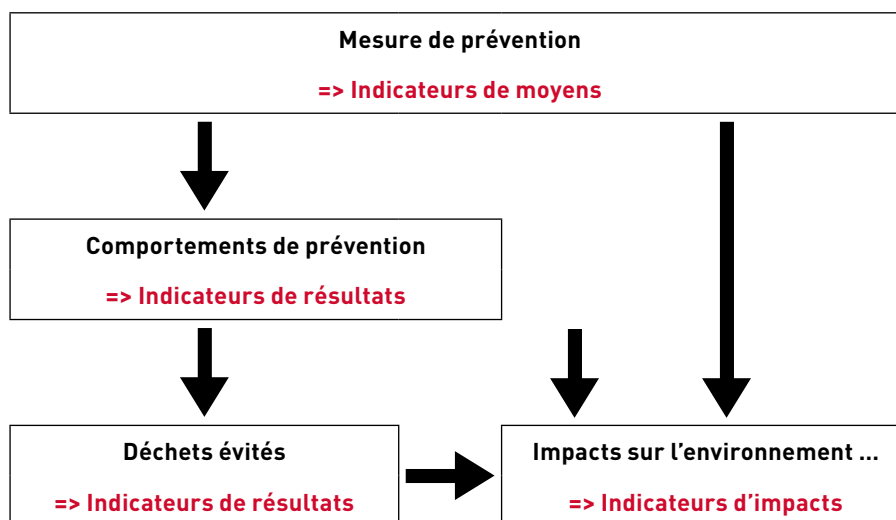 Mesure de prévention
=> Indicateurs de moyens
Comportements de prévention
=> Indicateurs de résultats
Déchets évités
=> Indicateurs de résultats
Impacts sur l’environnement ...
=> Indicateurs d’impacts